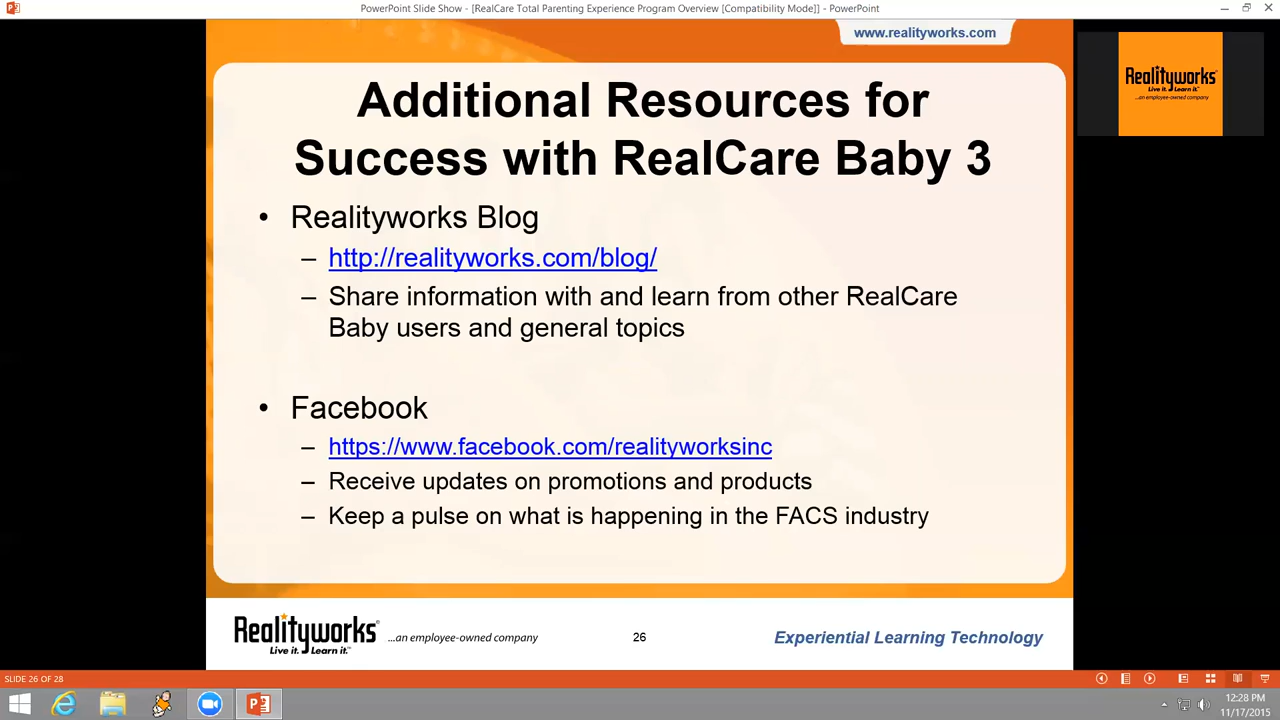 PowerPoint Slide Show - [RealCare Total Parenting Experience Program Overview [Compatibility Mode]] - PowerPoint
www.realityworks.com
Realityworks
Live it. Learn it.™
...an employee-owned company
Additional Resources for
Success with RealCare Baby 3
• Realityworks Blog
– http://realityworks.com/blog/
– Share information with and learn from other RealCare
Baby users and general topics
• Facebook
– https://www.facebook.com/realityworksinc
– Receive updates on promotions and products
– Keep a pulse on what is happening in the FACS industry
Realityworks®
Live it. Learn it.™
...an employee-owned company
26
Experiential Learning Technology
SLIDE 26 OF 28
12:28 PM
11/17/2015